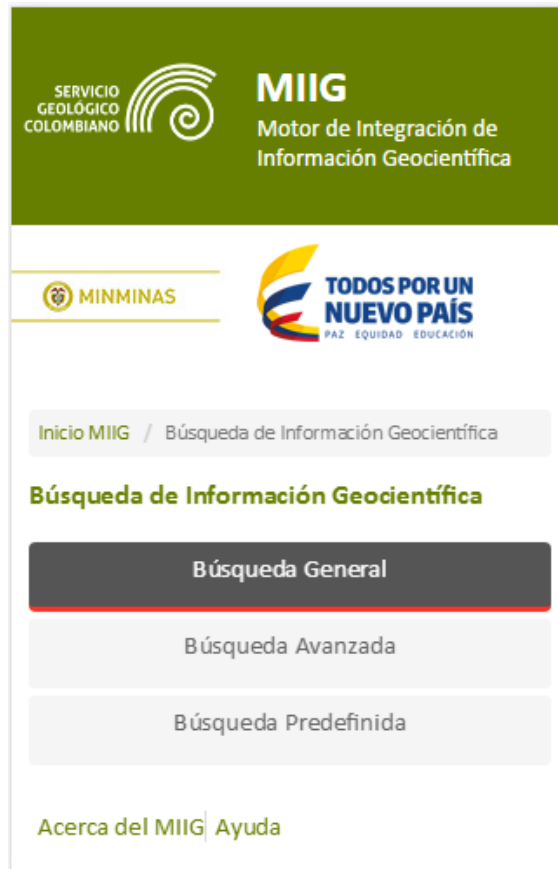 SERVICIO
GEOLÓGICO
COLOMBIANO
MIIG
Motor de Integración de
Información Geocientífica
MINMINAS
TODOS POR UN
NUEVO PAÍS
PAZ EQUIDAD EDUCACIÓN
Inicio MIIG / Búsqueda de Información Geocientífica
Búsqueda de Información Geocientífica
Búsqueda General
Búsqueda Avanzada
Búsqueda Predefinida
Acerca del MIIG Ayuda